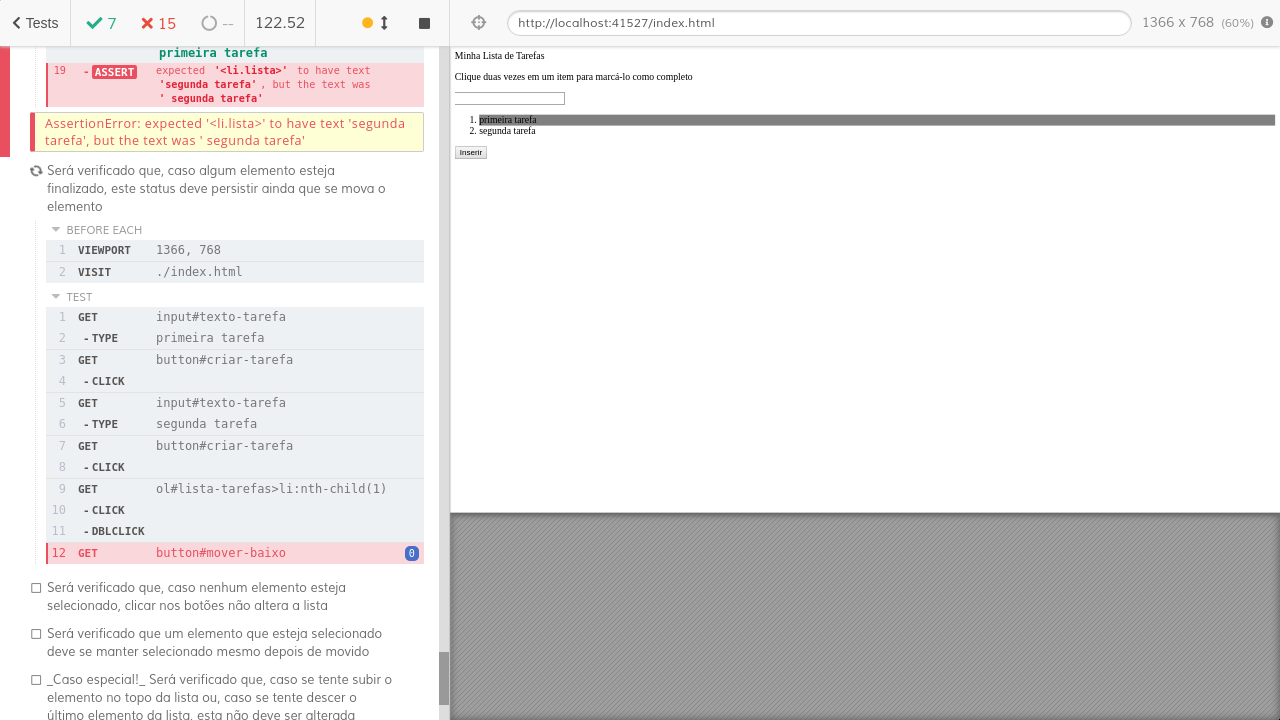 Tests
7
15
--
122.52
http://localhost:41527/index.html
1366 x 768 (60%)
primeira tarefa
19 - ASSERT expected '<li.lista>' to have text
'segunda tarefa', but the text was
' segunda tarefa'
AssertionError: expected '<li.lista>' to have text 'segunda
tarefa', but the text was ' segunda tarefa'
Será verificado que, caso algum elemento esteja
finalizado, este status deve persistir ainda que se mova o
elemento
BEFORE EACH
1 VIEWPORT 1366, 768
2 VISIT ./index.html
TEST
1 GET input#texto-tarefa
2 - TYPE primeira tarefa
3 GET button#criar-tarefa
4 - CLICK
5 GET input#texto-tarefa
6 - TYPE segunda tarefa
7 GET button#criar-tarefa
8 - CLICK
9 GET ol#lista-tarefas>li:nth-child(1)
10 - CLICK
11 - DBLCLICK
12 GET button#mover-baixo 0
Será verificado que, caso nenhum elemento esteja
selecionado, clicar nos botões não altera a lista
Será verificado que um elemento que esteja selecionado
deve se manter selecionado mesmo depois de movido
_Caso especial!_ Será verificado que, caso se tente subir o
elemento no topo da lista ou, caso se tente descer o
último elemento da lista, esta não deve ser alterada
Minha Lista de Tarefas
Clique duas vezes em um item para marcá-lo como completo
1. primeira tarefa
2. segunda tarefa
Inserir